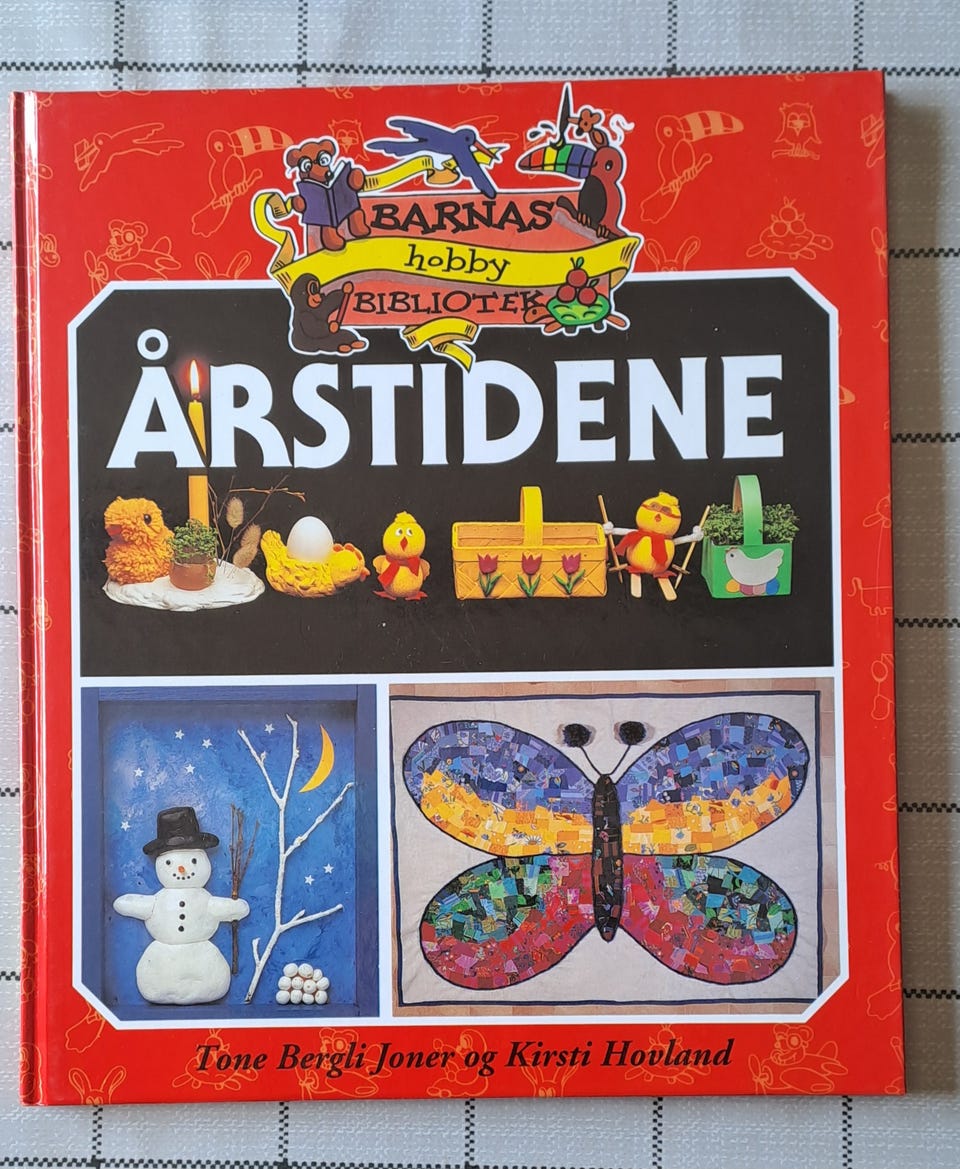 BARNAS
hobby
BIBLIOTEK
ÅRSTIDENE
Tone Bergli Joner og Kirsti Hovland